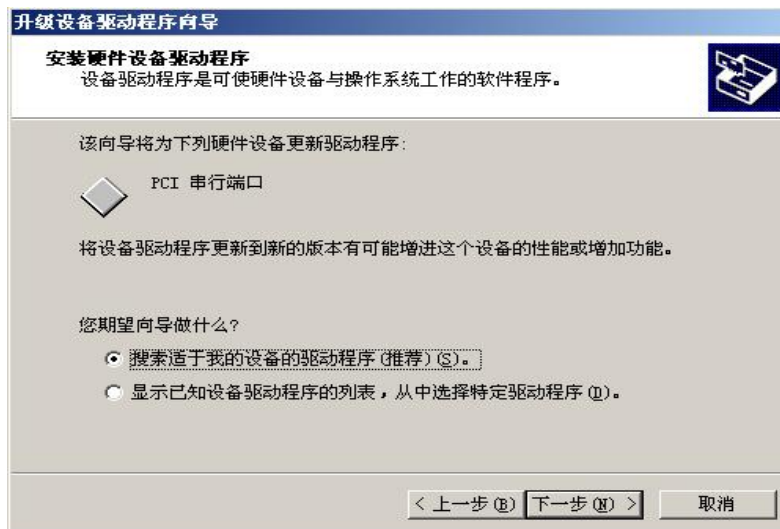 升级设备驱动程序向导
安装硬件设备驱动程序
设备驱动程序是可使硬件设备与操作系统工作的软件程序。
该向导将为下列硬件设备更新驱动程序:
PCI 串行端口
将设备驱动程序更新到新的版本有可能增进这个设备的性能或增加功能。
您期望向导做什么?
搜索适于我的设备的驱动程序(推荐)(S)。
显示已知设备驱动程序的列表，从中选择特定驱动程序(D)。
< 上一步(B) 下一步(N) > 取消